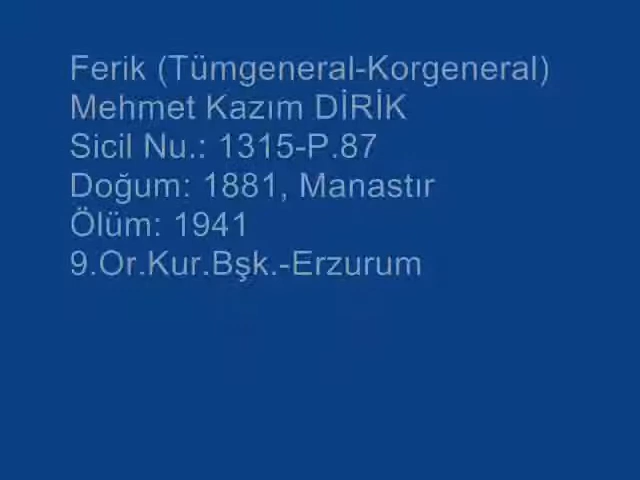 Ferik (Tümgeneral-Korgeneral)
Mehmet Kazım DİRİK
Sicil Nu.: 1315-P.87
Doğum: 1881, Manastır
Ölüm: 1941
9.Or.Kur.Bşk.-Erzurum